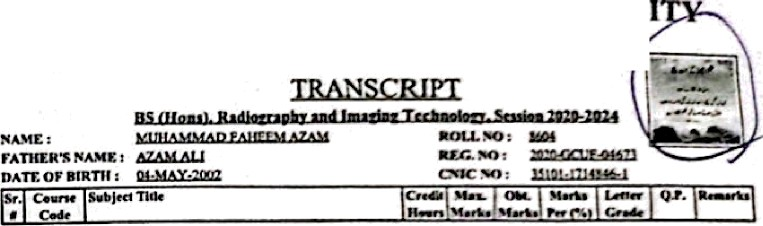 ITY
TRANSCRIPT
BS (Hons). Radiography and Imaging Technology. Session 2020-2024
NAME : MUHAMMAD FAHEEM AZAM ROLL NO : 8604
FATHER'S NAME : AZAM ALI REG. NO : 2020-GCUF-04673
DATE OF BIRTH : 04-MAY-2002 CNIC NO : 35101-1714846-1
Sr. # Course Code Subject Title Credit Hours Max. Marks Obt. Marks Marks Per (%) Letter Grade Q.P. Remarks